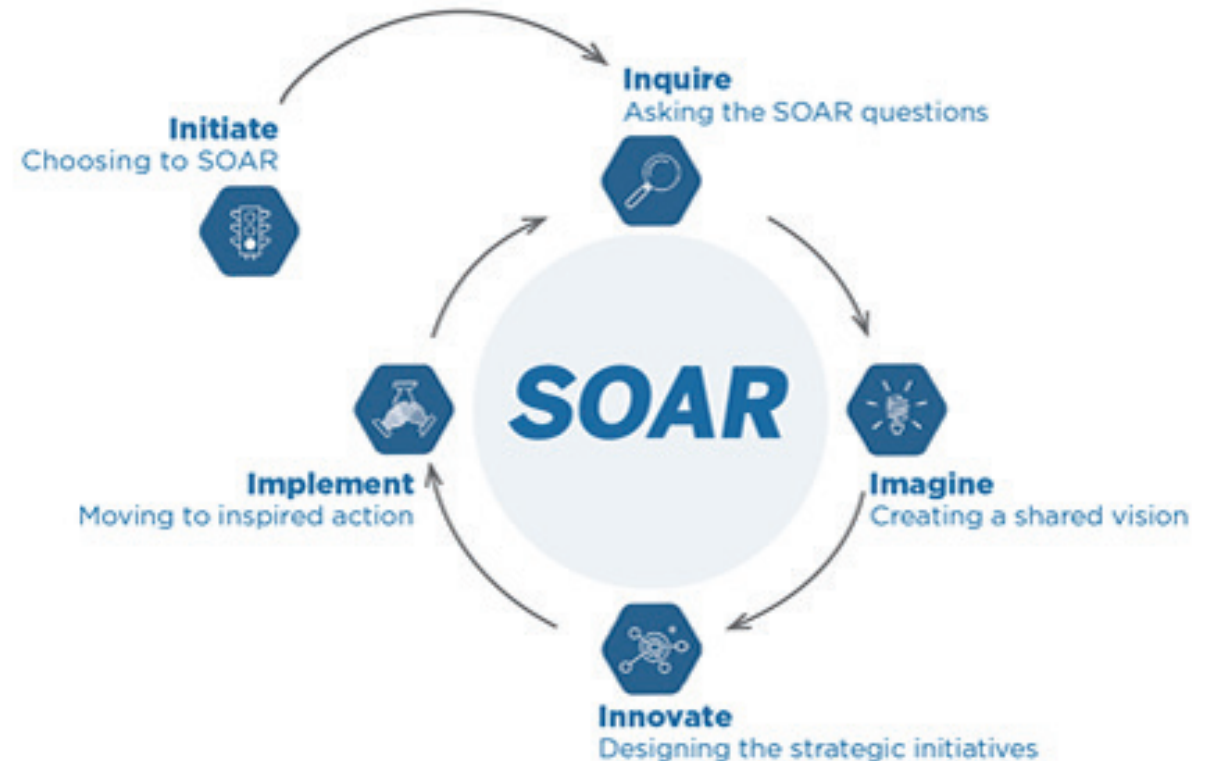 Inquire
Asking the SOAR questions
Initiate
Choosing to SOAR
SOAR
Implement
Moving to inspired action
Imagine
Creating a shared vision
Innovate
Designing the strategic initiatives